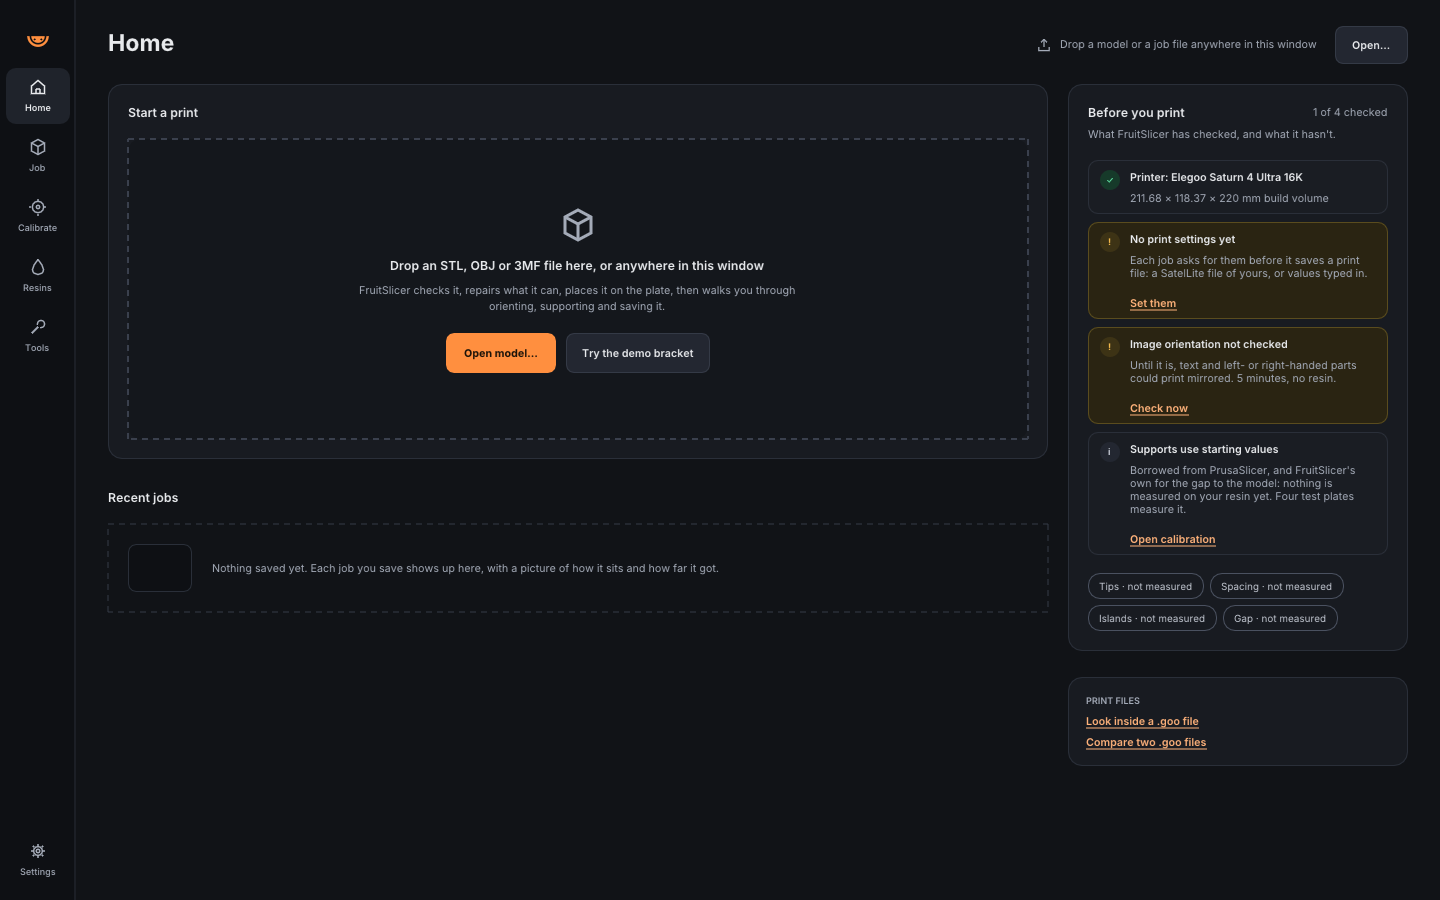 Home
Job
Calibrate
Resins
Tools
Settings
Home
Drop a model or a job file anywhere in this window
Open...
Start a print
Drop an STL, OBJ or 3MF file here, or anywhere in this window
FruitSlicer checks it, repairs what it can, places it on the plate, then walks you through
orienting, supporting and saving it.
Open model...
Try the demo bracket
Recent jobs
Nothing saved yet. Each job you save shows up here, with a picture of how it sits and how far it got.
Before you print
1 of 4 checked
What FruitSlicer has checked, and what it hasn't.
Printer: Elegoo Saturn 4 Ultra 16K
211.68 × 118.37 × 220 mm build volume
!
No print settings yet
Each job asks for them before it saves a print
file: a SatelLite file of yours, or values typed in.
Set them
!
Image orientation not checked
Until it is, text and left- or right-handed parts
could print mirrored. 5 minutes, no resin.
Check now
i
Supports use starting values
Borrowed from PrusaSlicer, and FruitSlicer's
own for the gap to the model: nothing is
measured on your resin yet. Four test plates
measure it.
Open calibration
Tips · not measured
Spacing · not measured
Islands · not measured
Gap · not measured
PRINT FILES
Look inside a .goo file
Compare two .goo files